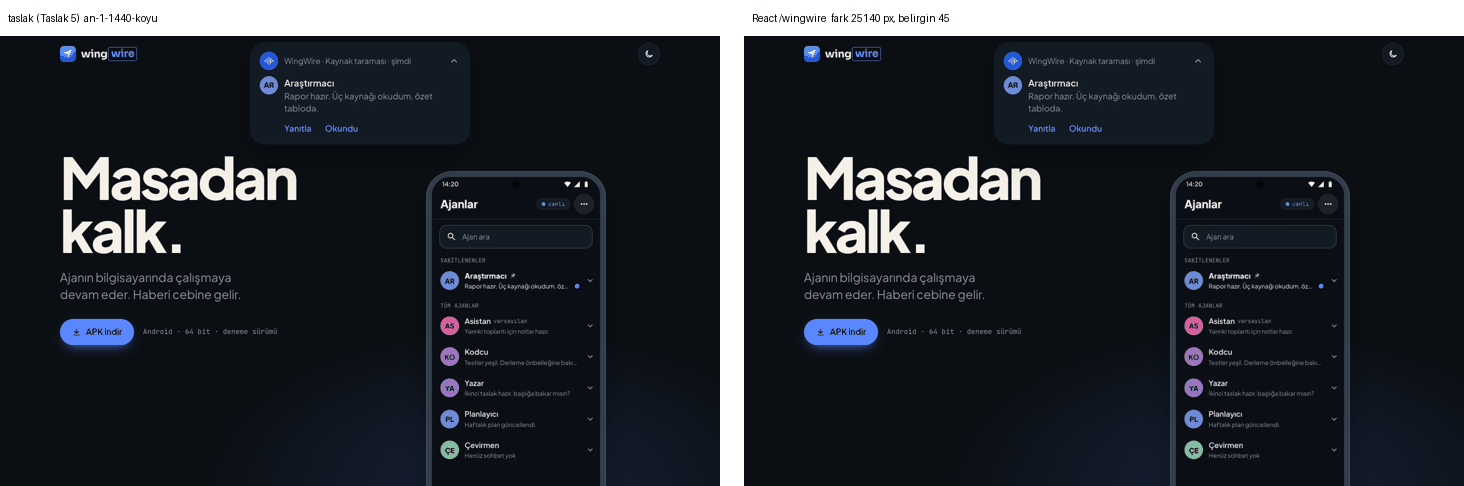 taslak (Taslak 5) an-1-1440-koyu
wing wire
WingWire · Kaynak taraması · şimdi
AR
Araştırmacı
Rapor hazır. Üç kaynağı okudum, özet
tabloda.
Yanıtla Okundu
Masadan
kalk.
Ajanın bilgisayarında çalışmaya
devam eder. Haberi cebine gelir.
APK indir
Android · 64 bit · deneme sürümü
14:20
Ajanlar
canlı
Ajan ara
SABİTLENENLER
AR
Araştırmacı
Rapor hazır. Üç kaynağı okudum, öz...
TÜM AJANLAR
AS
Asistan varsayılan
Yarınki toplantı için notlar hazır.
KO
Kodcu
Testler yeşil. Derleme önbelleğine bakı...
YA
Yazar
İkinci taslak hazır, başlığa bakar mısın?
PL
Planlayıcı
Haftalık plan güncellendi.
ÇE
Çevirmen
Henüz sohbet yok
React/wingwire fark 25140 px, belirgin 45
wing wire
WingWire · Kaynak taraması · şimdi
AR
Araştırmacı
Rapor hazır. Üç kaynağı okudum, özet
tabloda.
Yanıtla Okundu
Masadan
kalk.
Ajanın bilgisayarında çalışmaya
devam eder. Haberi cebine gelir.
APK indir
Android · 64 bit · deneme sürümü
14:20
Ajanlar
canlı
Ajan ara
SABİTLENENLER
AR
Araştırmacı
Rapor hazır. Üç kaynağı okudum, öz...
TÜM AJANLAR
AS
Asistan varsayılan
Yarınki toplantı için notlar hazır.
KO
Kodcu
Testler yeşil. Derleme önbelleğine bakı...
YA
Yazar
İkinci taslak hazır, başlığa bakar mısın?
PL
Planlayıcı
Haftalık plan güncellendi.
ÇE
Çevirmen
Henüz sohbet yok